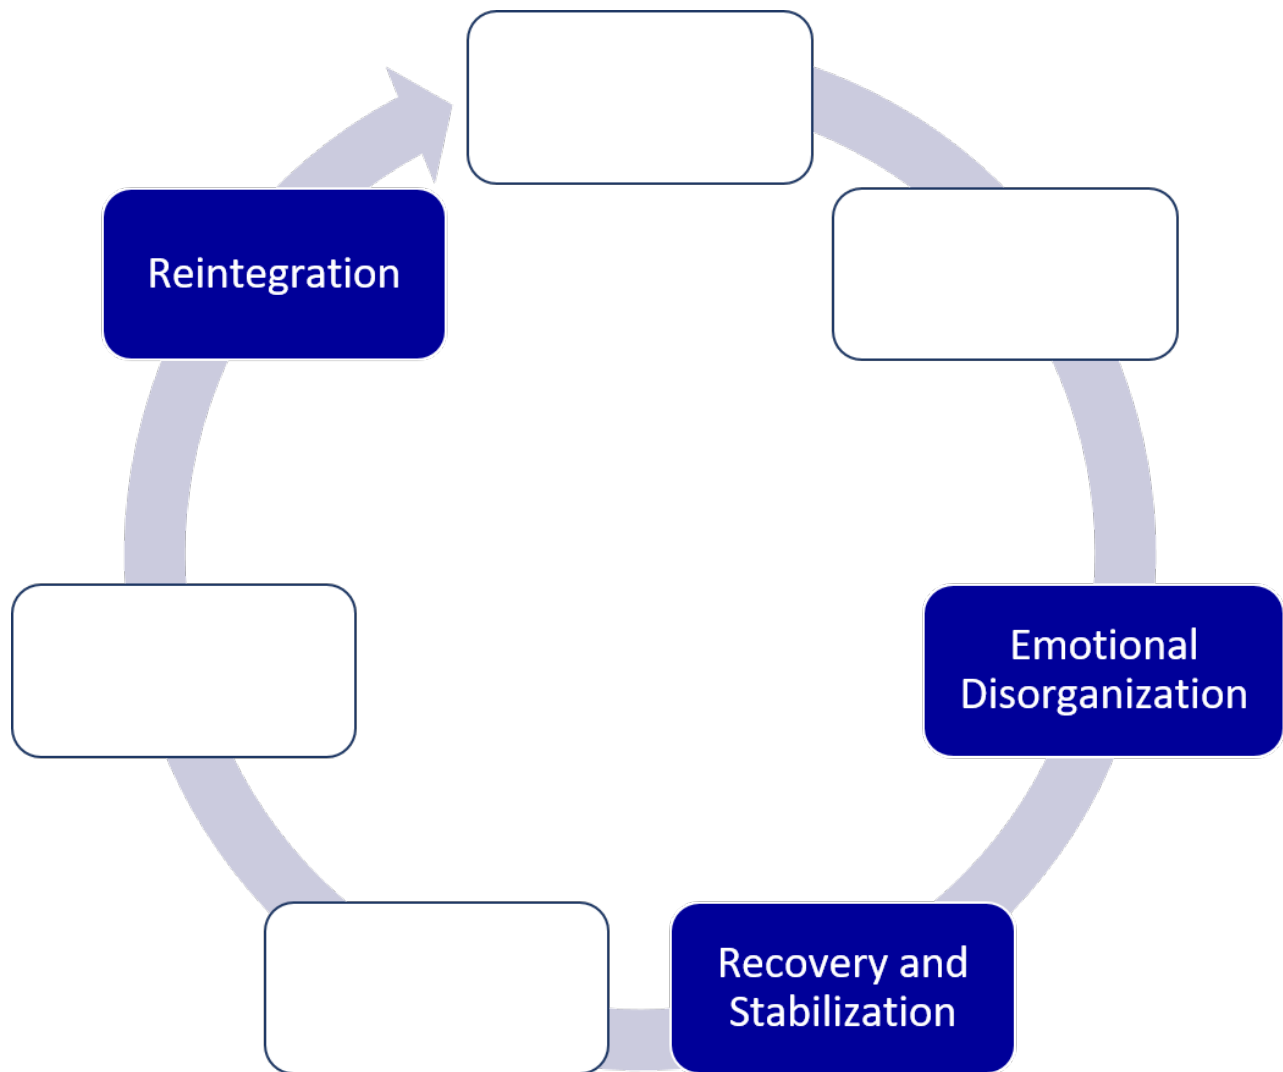 Reintegration
Emotional
Disorganization
Recovery and
Stabilization